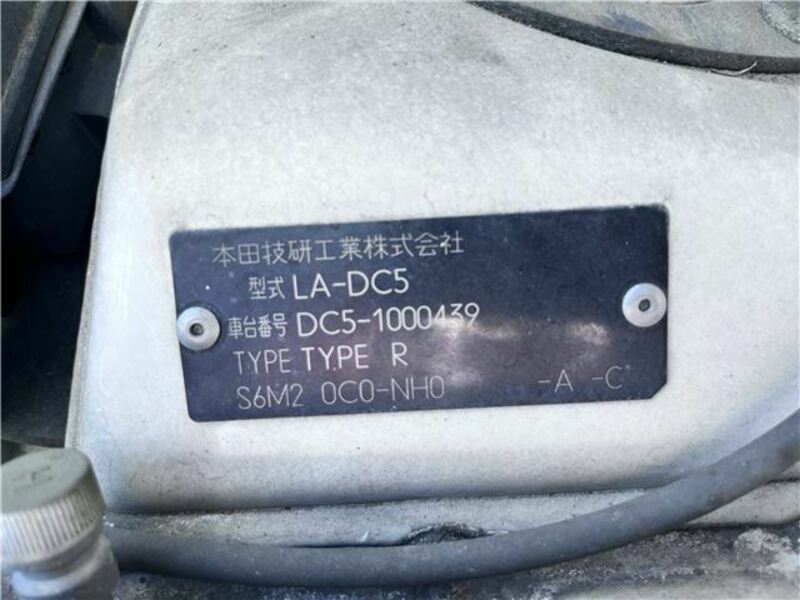 本田技研工業株式会社
型式 LA-DC5
車台番号 DC5-1000439
TYPE TYPE R
S6M2 0C0-NH0 -A -C